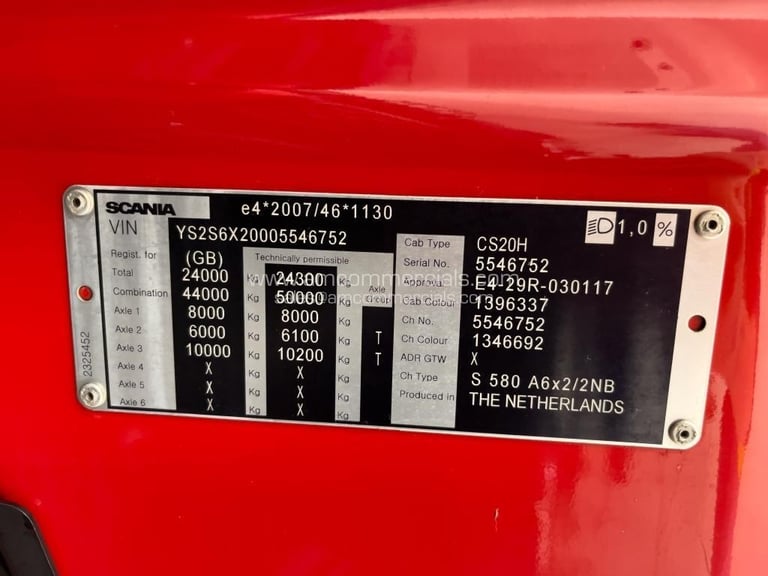 SCANIA e4*2007/46*1130 1,0 %
VIN YS2S6X20005546752
Regist. for (GB) Technically permissible
Total 24000 Kg 24300 Kg Axle Group
Combination 44000 Kg 50000 Kg
Axle 1 8000 Kg 8000 Kg
Axle 2 6000 Kg 6100 Kg T
Axle 3 10000 Kg 10200 Kg T
Axle 4 X Kg X Kg
Axle 5 X Kg X Kg
Axle 6 X Kg X Kg
Cab Type CS20H
Serial No. 5546752
Approval E4-29R-030117
Cab Colour 1396337
Ch No. 5546752
Ch Colour 1346692
ADR GTW X
Ch Type S 580 A6x2/2NB
Produced in THE NETHERLANDS
2325452